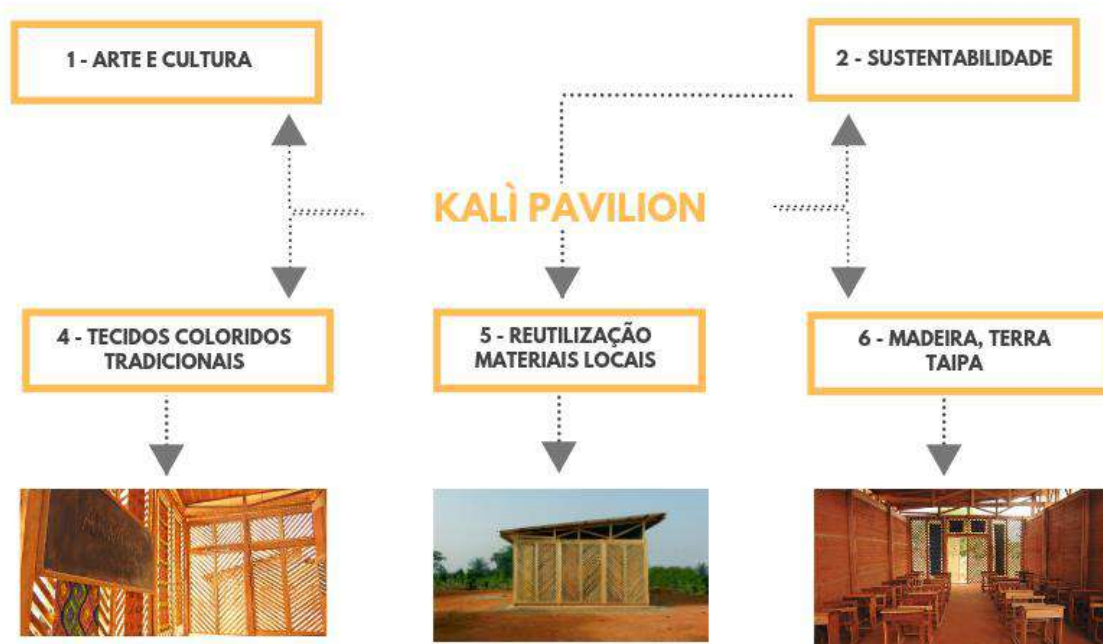 1 - ARTE E CULTURA
2 - SUSTENTABILIDADE
KALÌ PAVILION
4 - TECIDOS COLORIDOS
TRADICIONAIS
5 - REUTILIZAÇÃO
MATERIAIS LOCAIS
6 - MADEIRA, TERRA
TAIPA